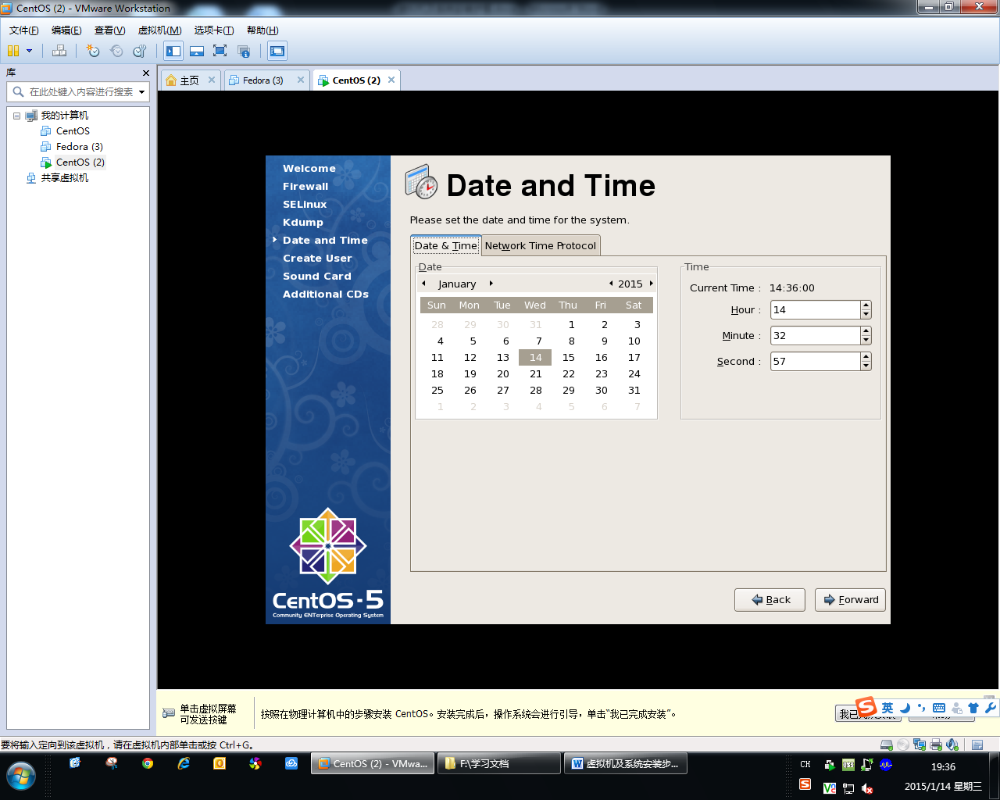 CentOS (2) - VMware Workstation
文件(F) 编辑(E) 查看(V) 虚拟机(M) 选项卡(T) 帮助(H)
库
在此处键入内容进行搜索
我的计算机
CentOS
Fedora (3)
CentOS (2)
共享虚拟机
主页 Fedora (3) CentOS (2)
Welcome
Firewall
SELinux
Kdump
Date and Time
Create User
Sound Card
Additional CDs
CentOS-5
Community ENTerprise Operating System
Date and Time
Please set the date and time for the system.
Date & Time Network Time Protocol
Date
January 2015
Sun Mon Tue Wed Thu Fri Sat
28 29 30 31 1 2 3
4 5 6 7 8 9 10
11 12 13 14 15 16 17
18 19 20 21 22 23 24
25 26 27 28 29 30 31
1 2 3 4 5 6 7
Time
Current Time : 14:36:00
Hour : 14
Minute : 32
Second : 57
Back Forward
单击虚拟屏幕
可发送按键
按照在物理计算机中的步骤安装 CentOS。安装完成后，操作系统会进行引导，单击“我已完成安装”。
英
要将输入定向到该虚拟机，请在虚拟机内部单击或按 Ctrl+G。
CentOS (2) - VMwa...
F:\学习文档
虚拟机及系统安装步...
CH
19:36
2015/1/14 星期三